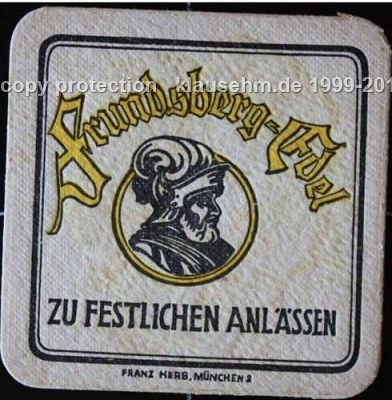 copy protection klausehm.de 1999-201
Frundsberg=Edel
ZU FESTLICHEN ANLÄSSEN
FRANZ HERB, MÜNCHEN 2